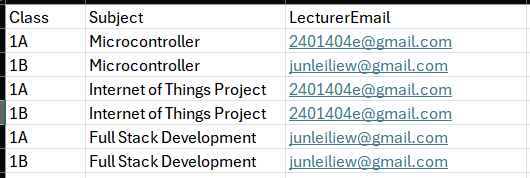 Class Subject LecturerEmail
1A Microcontroller 2401404e@gmail.com
1B Microcontroller junleiliew@gmail.com
1A Internet of Things Project 2401404e@gmail.com
1B Internet of Things Project 2401404e@gmail.com
1A Full Stack Development junleiliew@gmail.com
1B Full Stack Development junleiliew@gmail.com